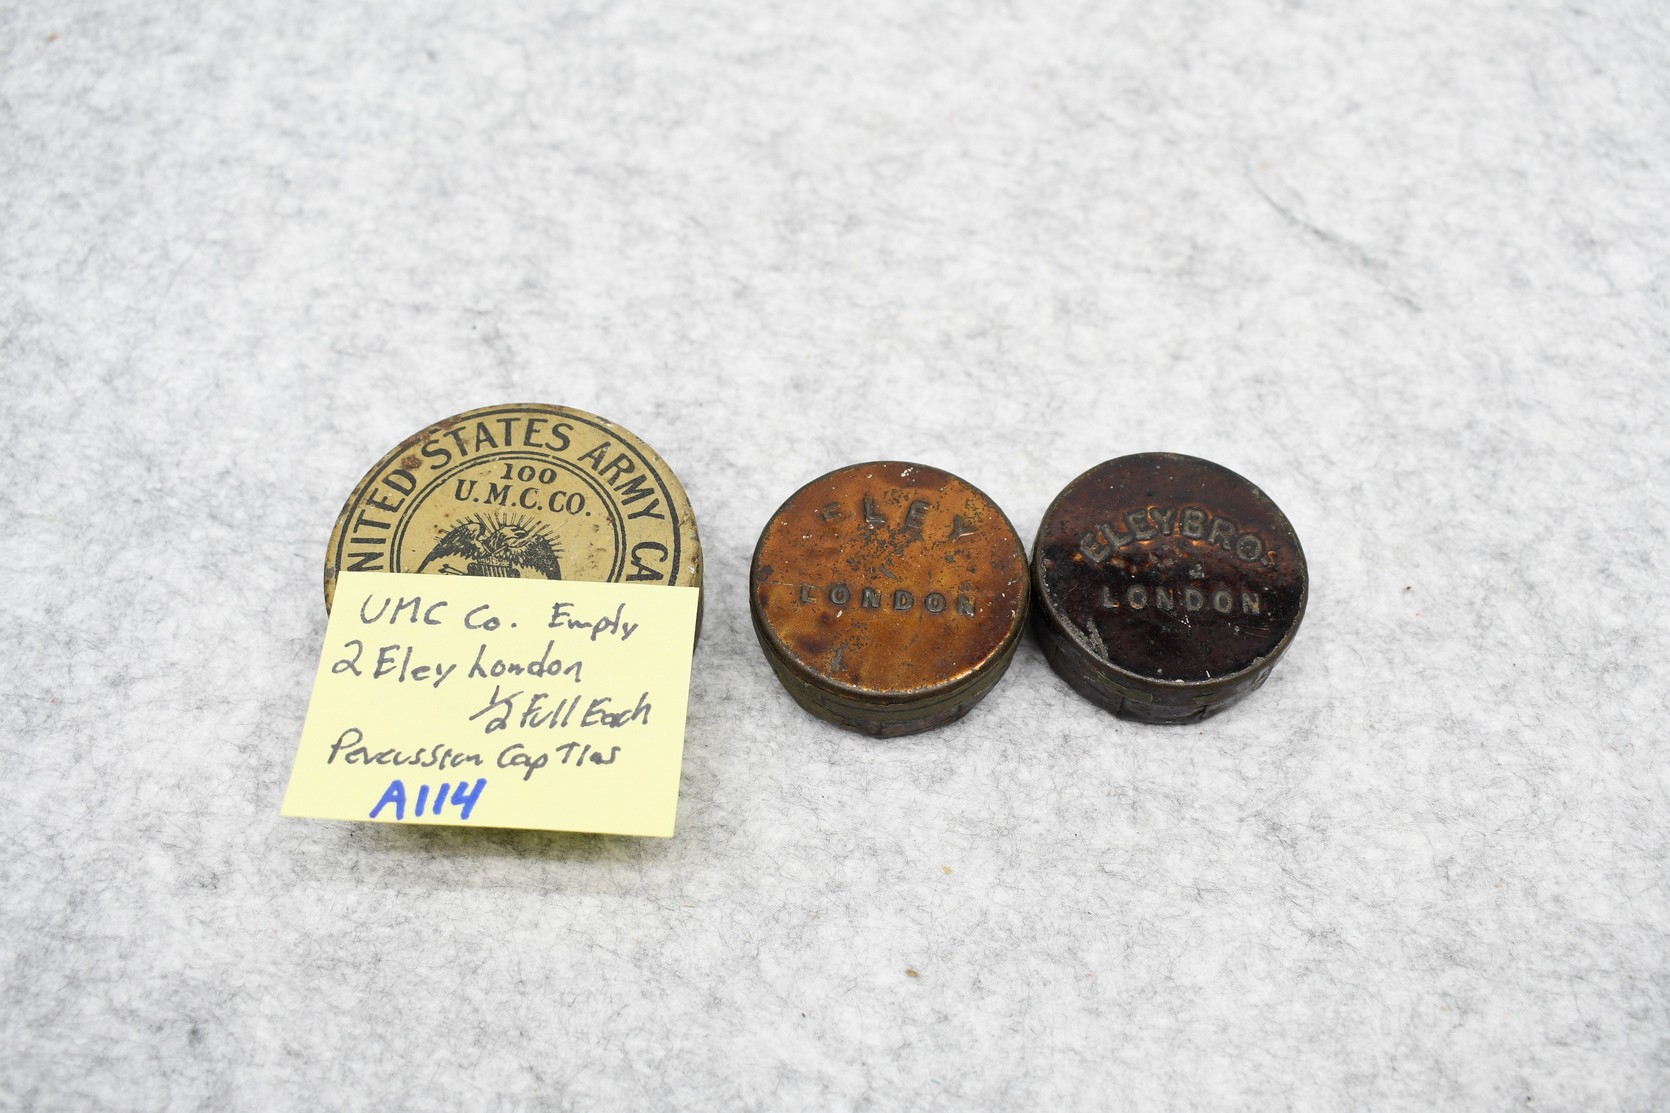 NITED STATES ARMY CA
100
U.M.C. CO.
UMC Co. Empty
2 Eley London
1/2 Full Each
Percussion Cap Tins
A114
ELEY
LONDON
ELEY BROS
LONDON